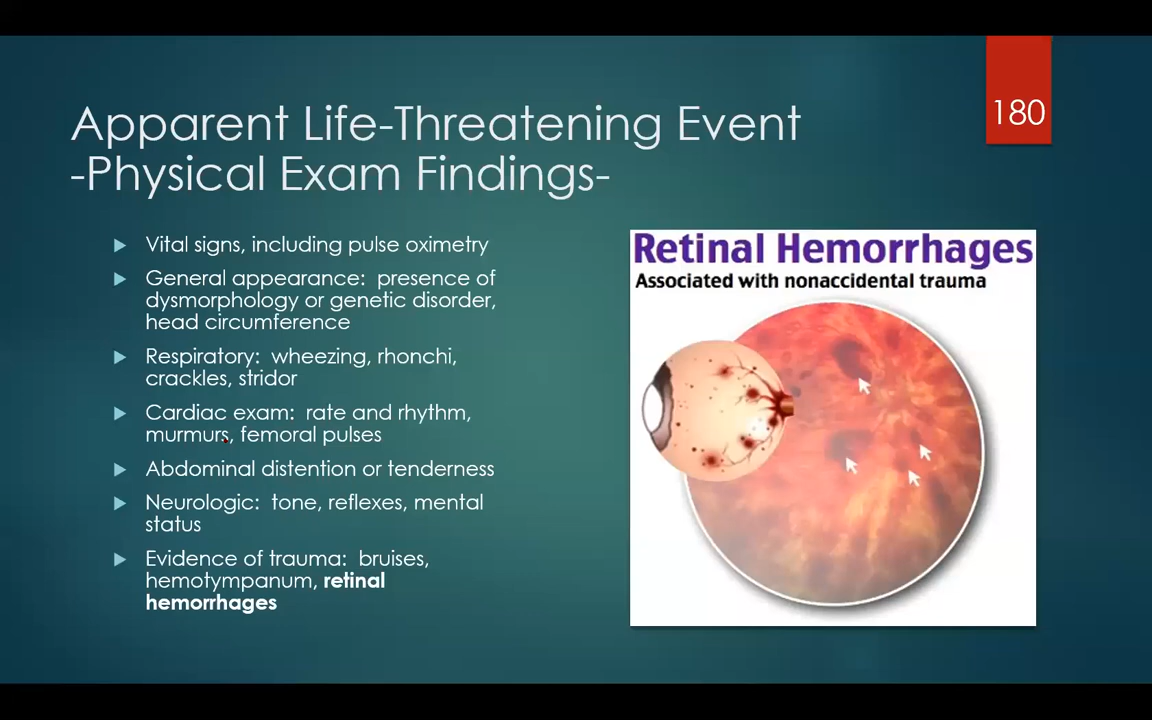 180
Apparent Life-Threatening Event
-Physical Exam Findings-
Vital signs, including pulse oximetry
General appearance:  presence of
dysmorphology or genetic disorder,
head circumference
Respiratory:  wheezing, rhonchi,
crackles, stridor
Cardiac exam:  rate and rhythm,
murmurs, femoral pulses
Abdominal distention or tenderness
Neurologic:  tone, reflexes, mental
status
Evidence of trauma:  bruises,
hemotympanum, retinal
hemorrhages
Retinal Hemorrhages
Associated with nonaccidental trauma